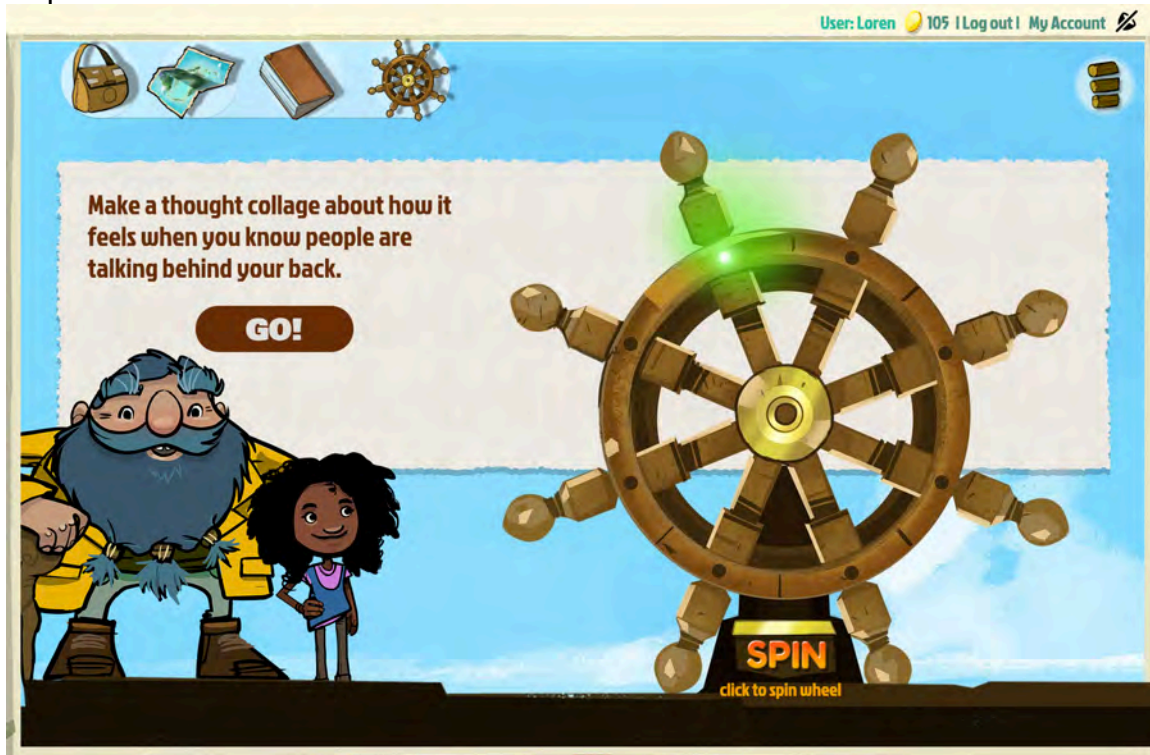 User: Loren 105 | Log out | My Account
Make a thought collage about how it
feels when you know people are
talking behind your back.
GO!
SPIN
click to spin wheel